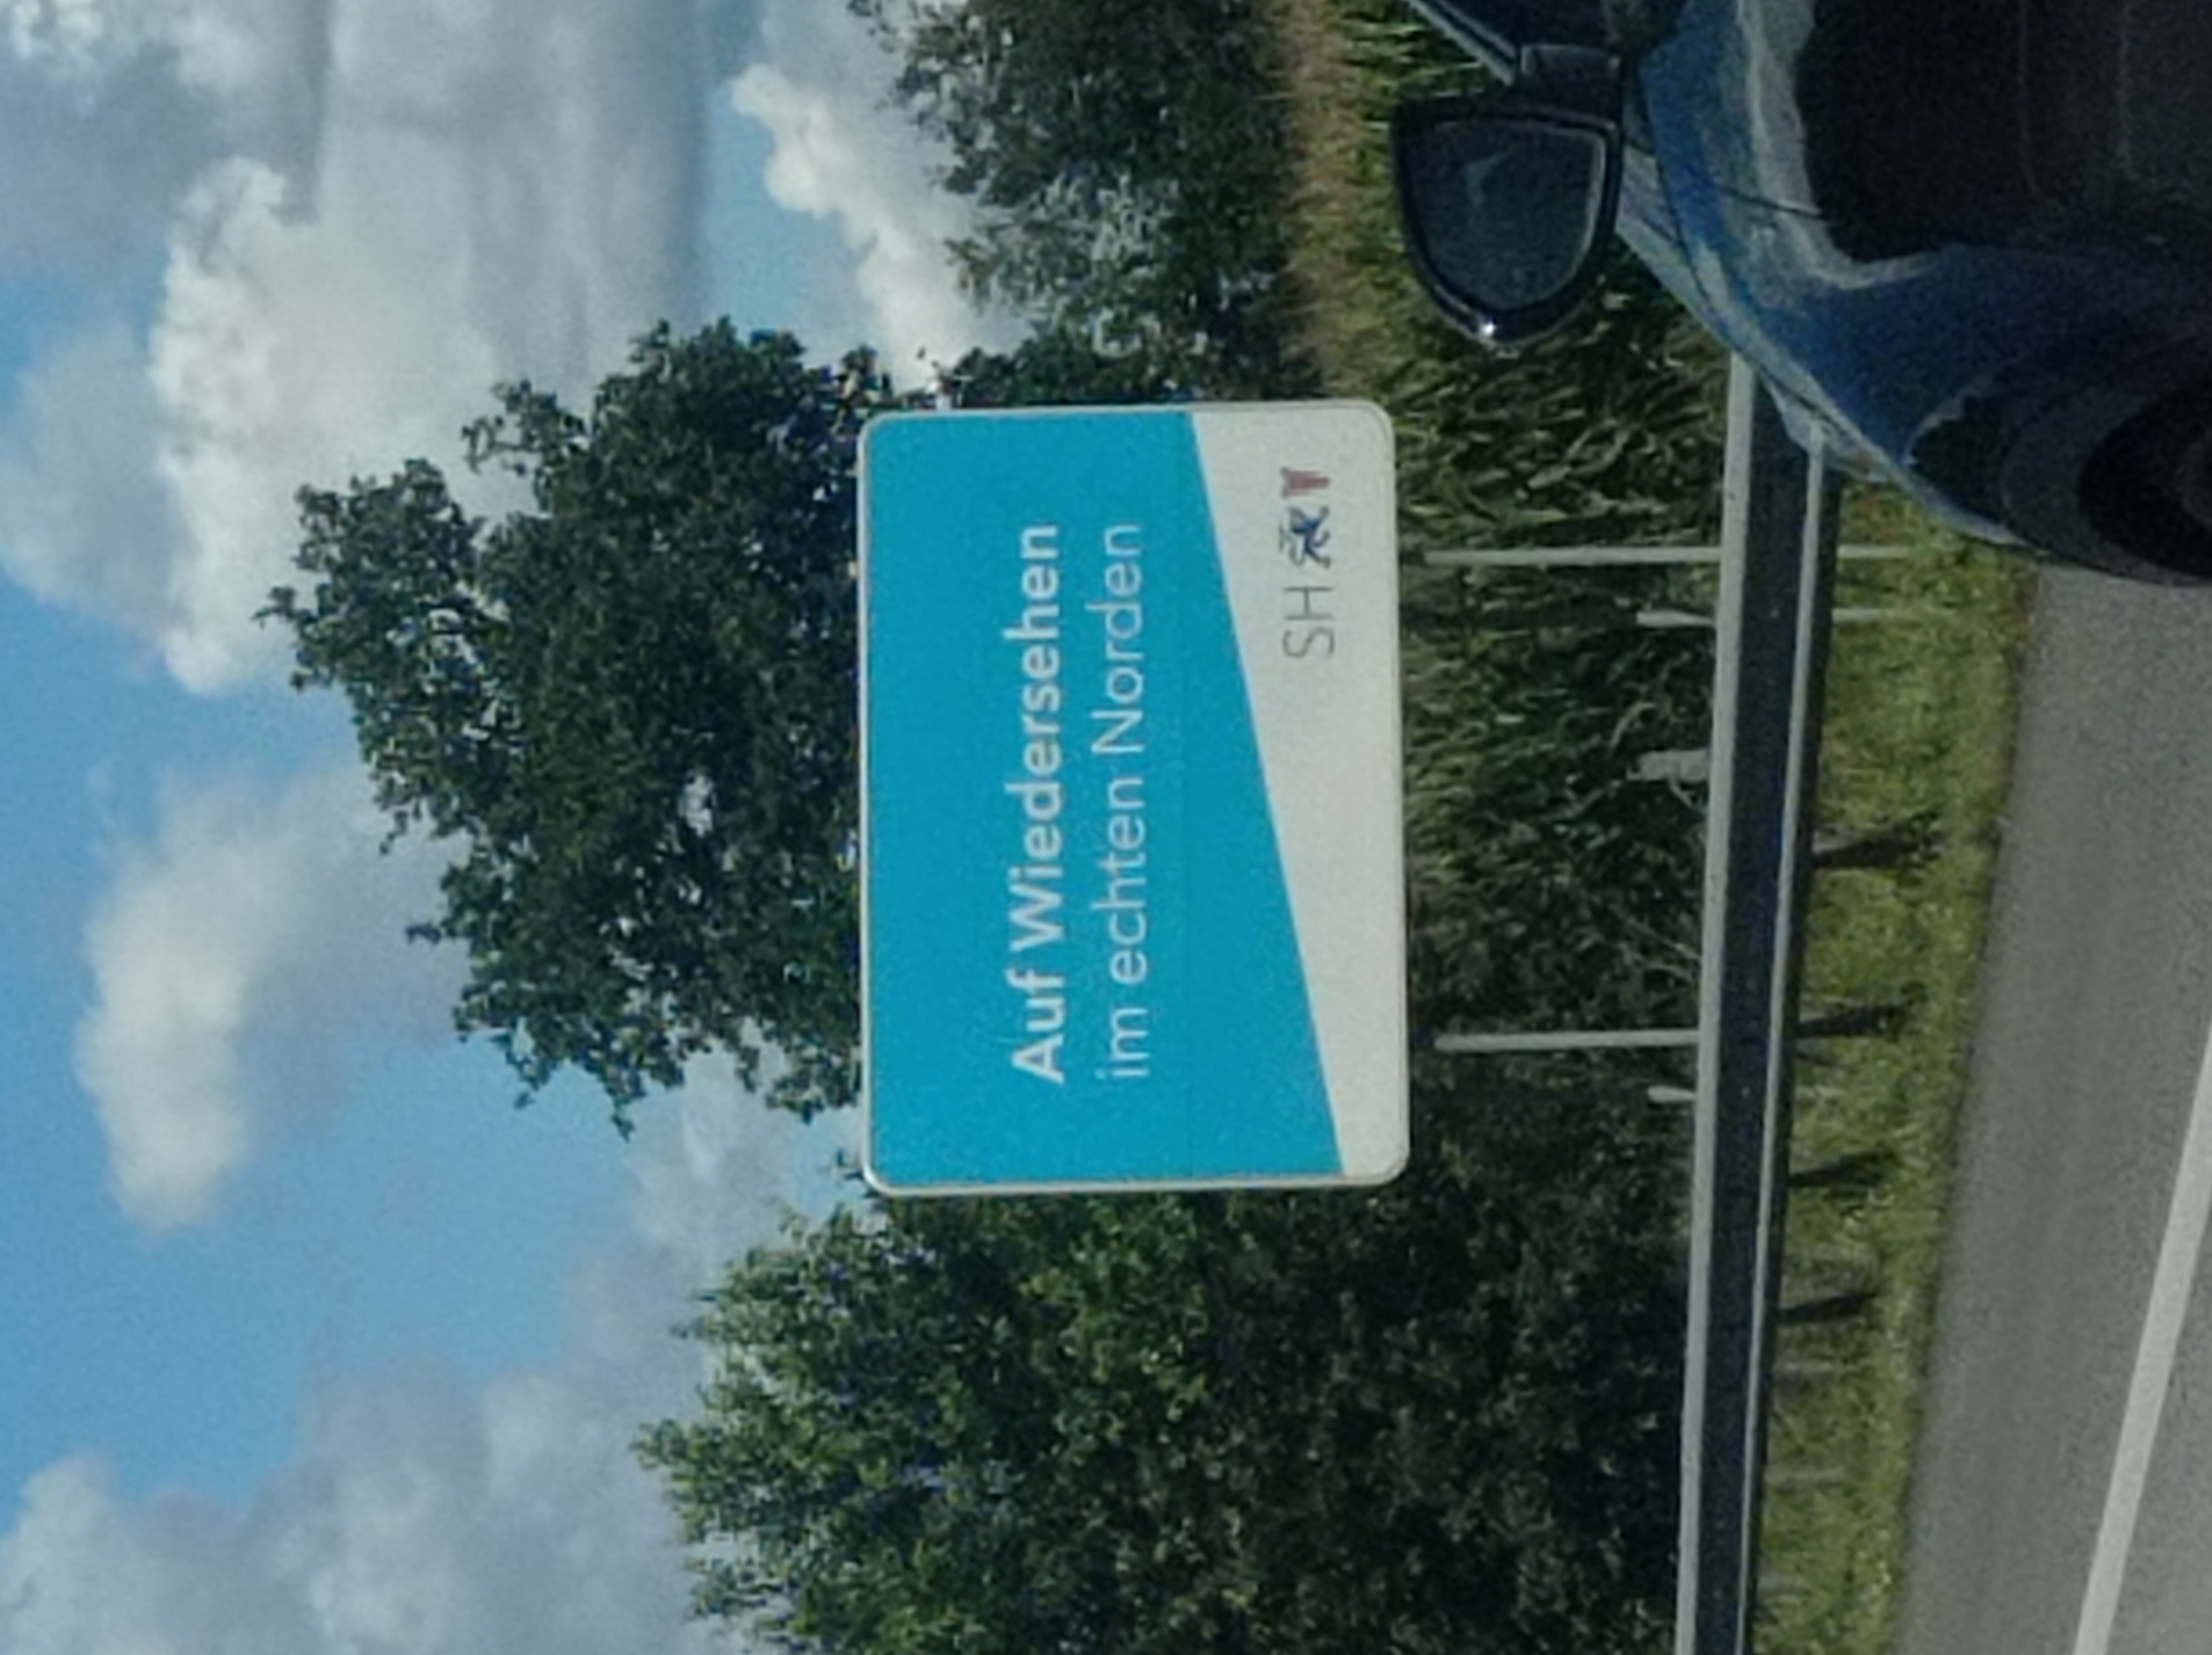 Auf Wiedersehen
im echten Norden
SH